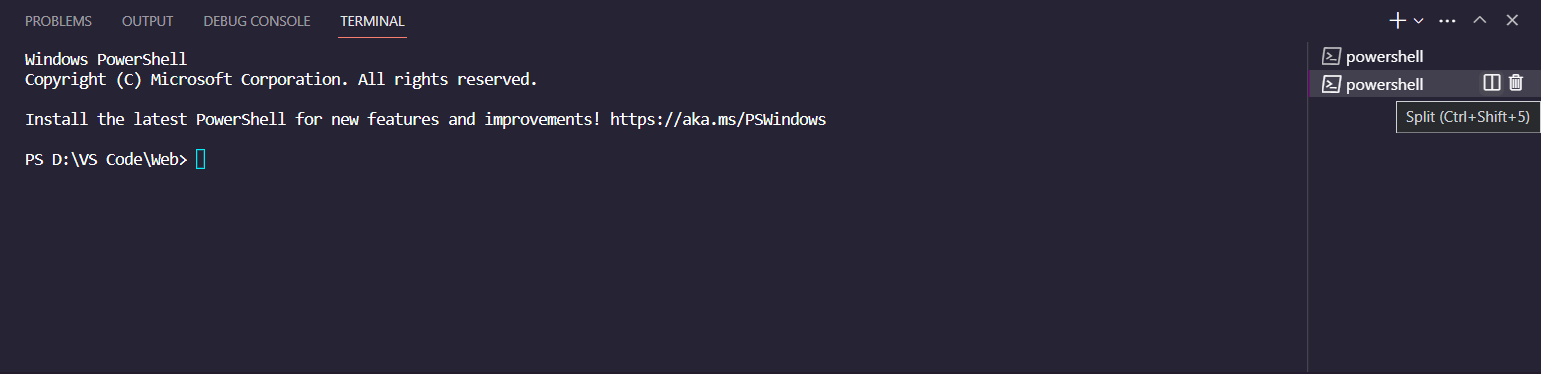 PROBLEMS OUTPUT DEBUG CONSOLE TERMINAL
Windows PowerShell
Copyright (C) Microsoft Corporation. All rights reserved.
Install the latest PowerShell for new features and improvements! https://aka.ms/PSWindows
PS D:\VS Code\Web>
powershell
powershell
Split (Ctrl+Shift+5)